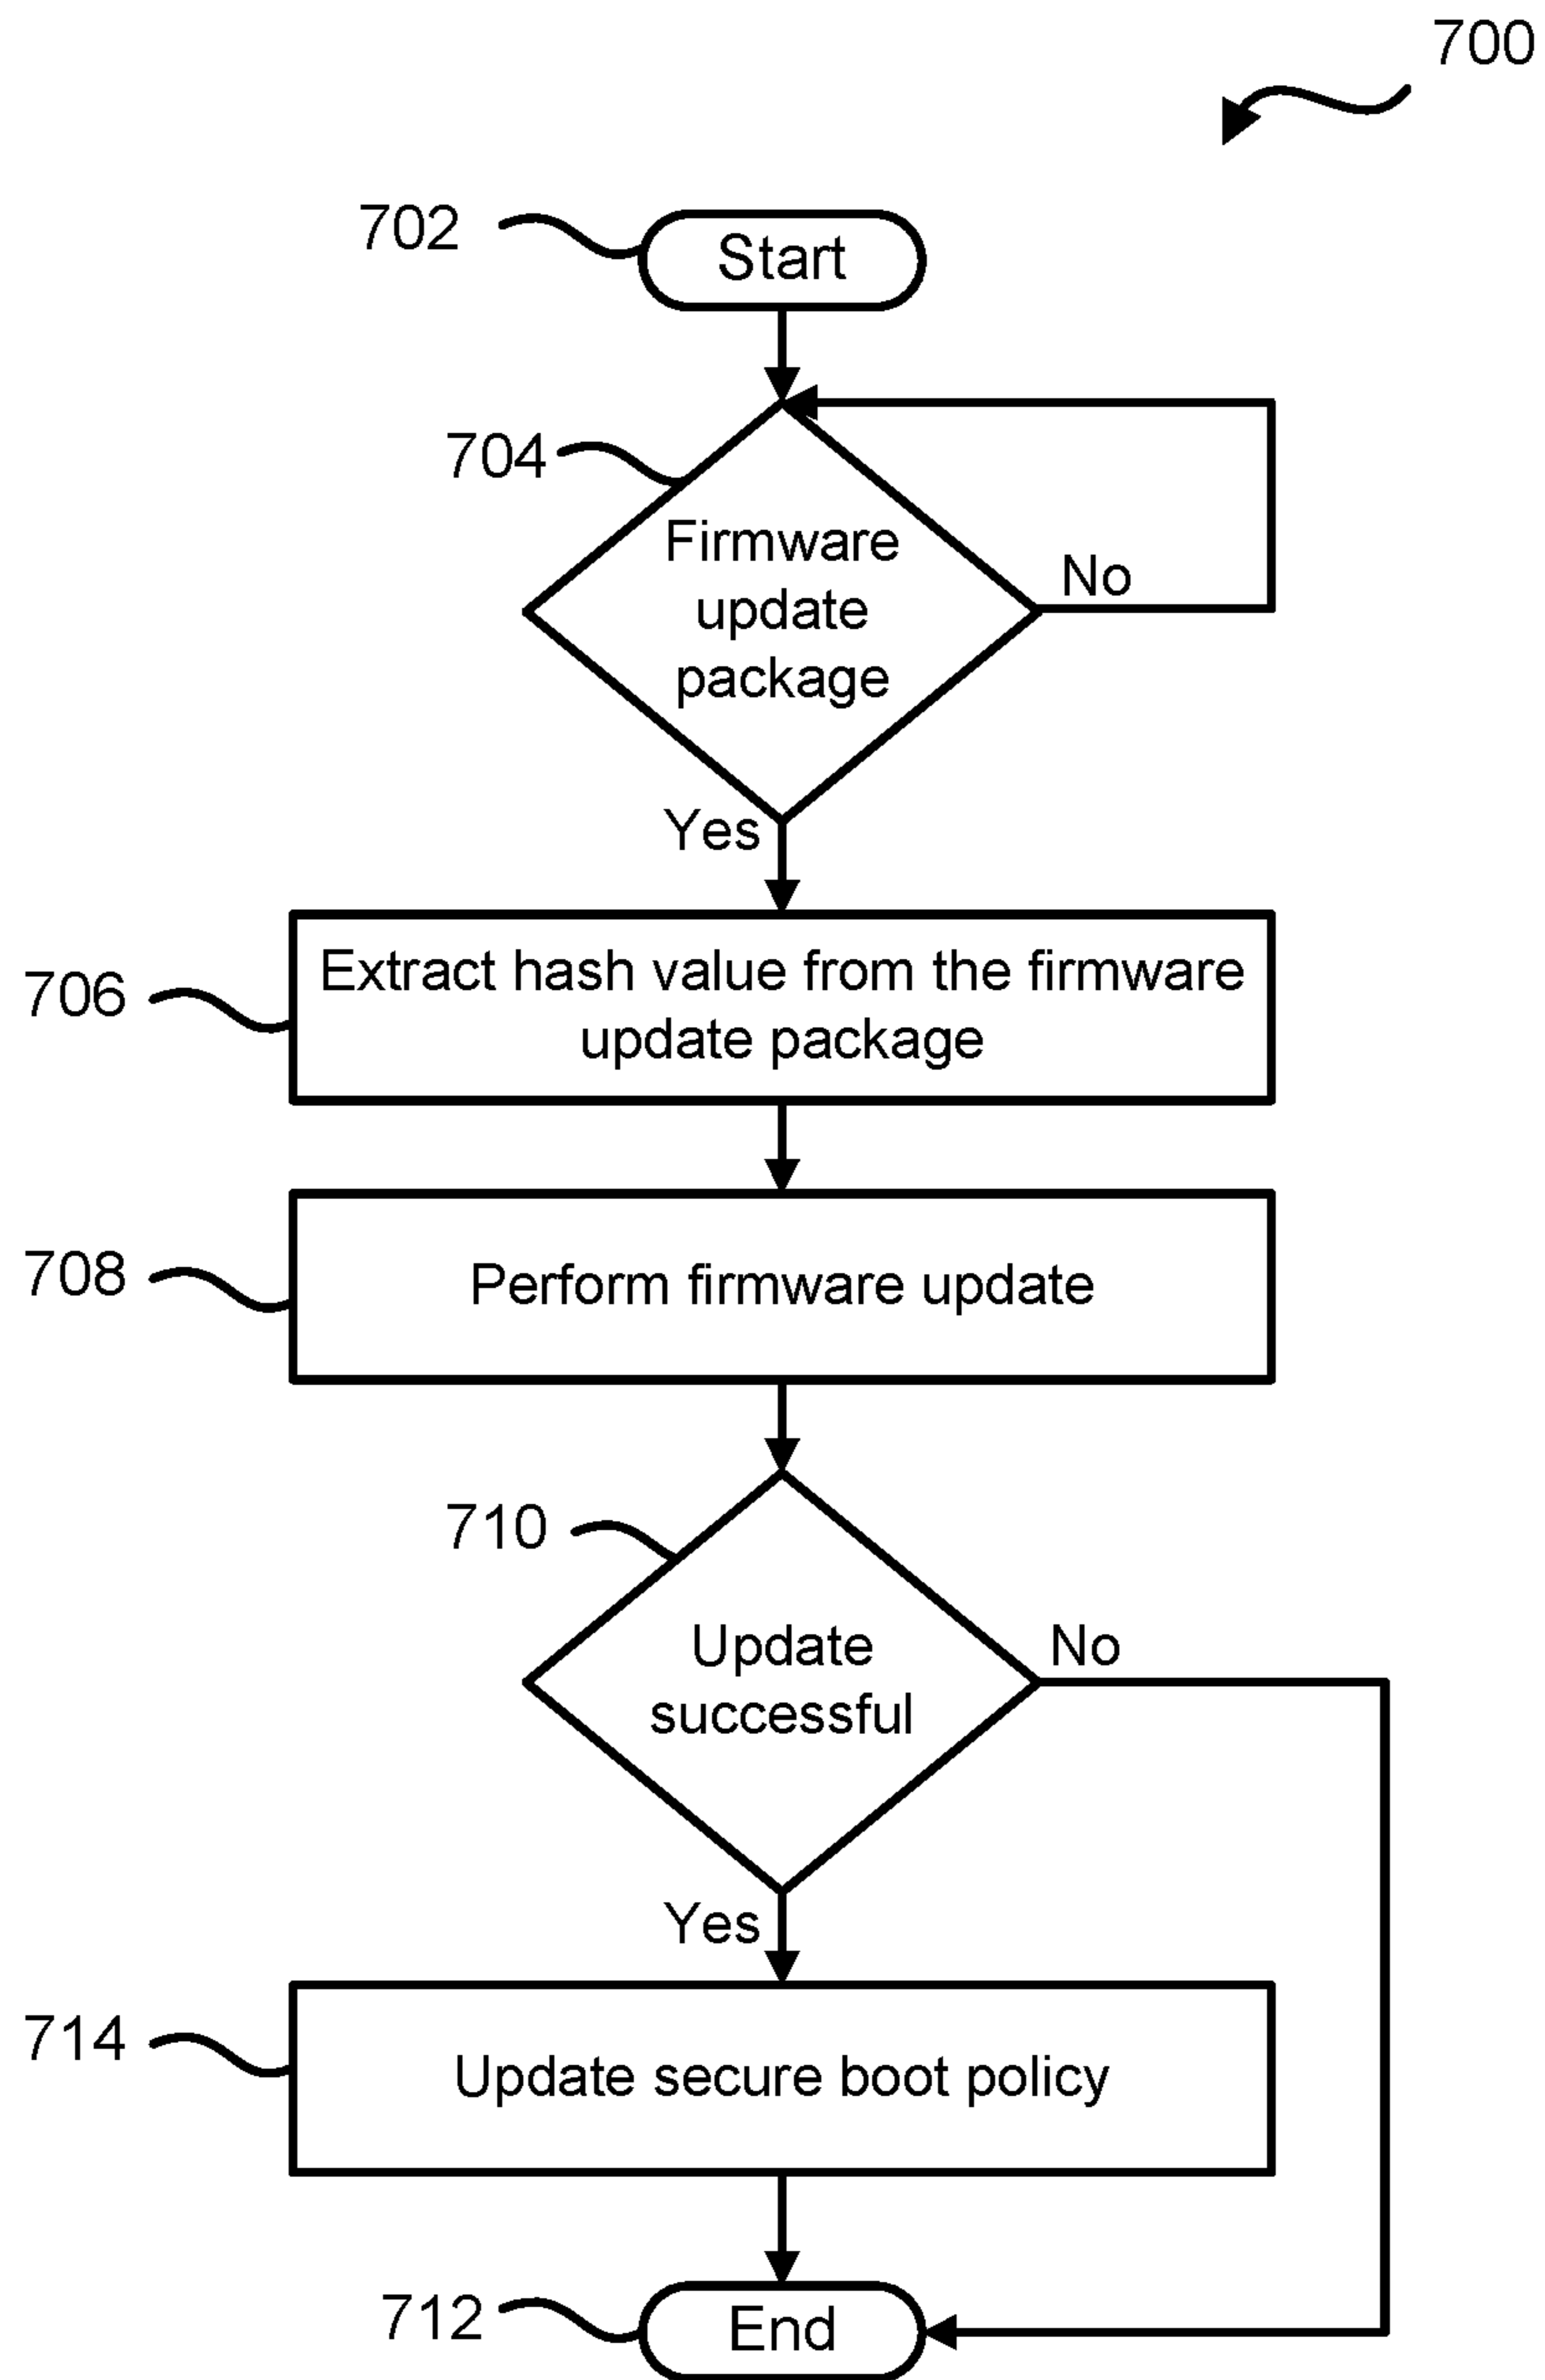 700
702
Start
704
Firmware
update
package
No
Yes
706
Extract hash value from the firmware
update package
708
Perform firmware update
710
Update
successful
No
Yes
714
Update secure boot policy
712
End